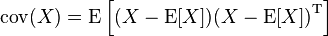 cov(X) = E [(X − E[X])(X − E[X])ᵀ]